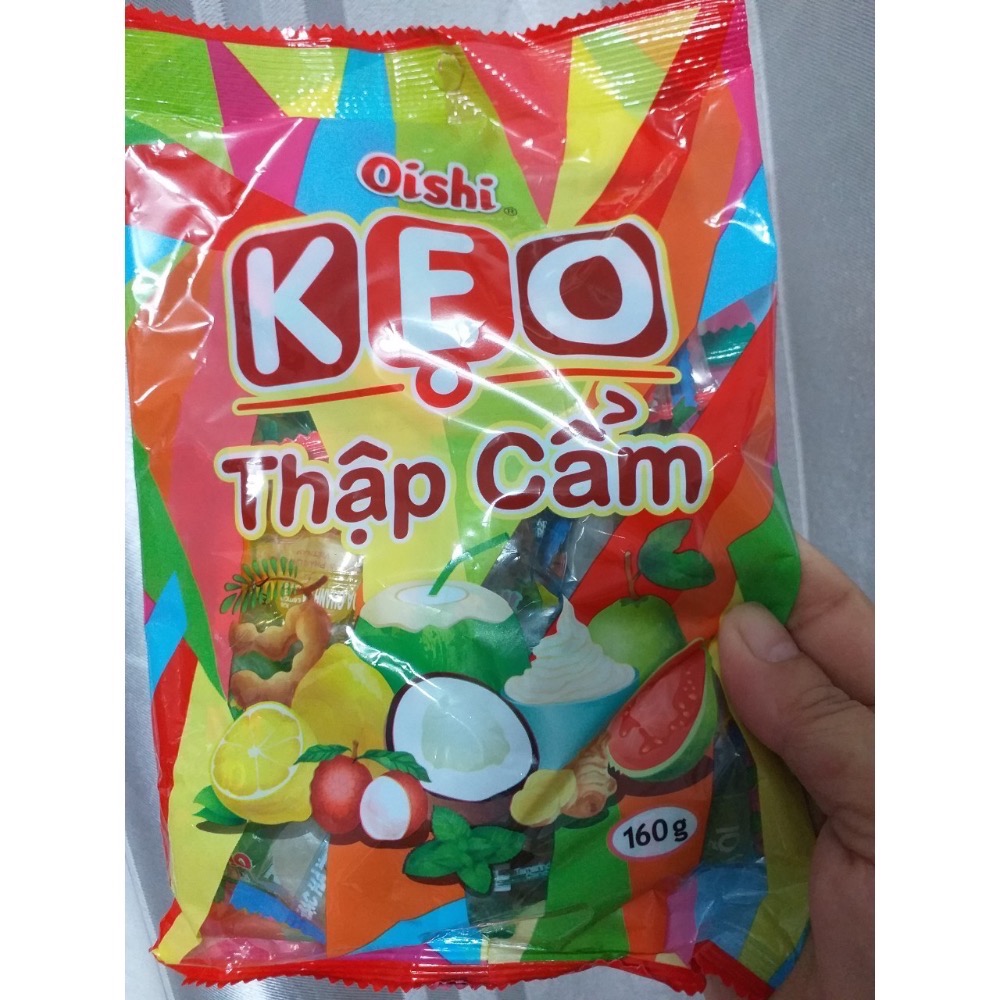 Oishi
KẸO
Thập Cẩm
160g